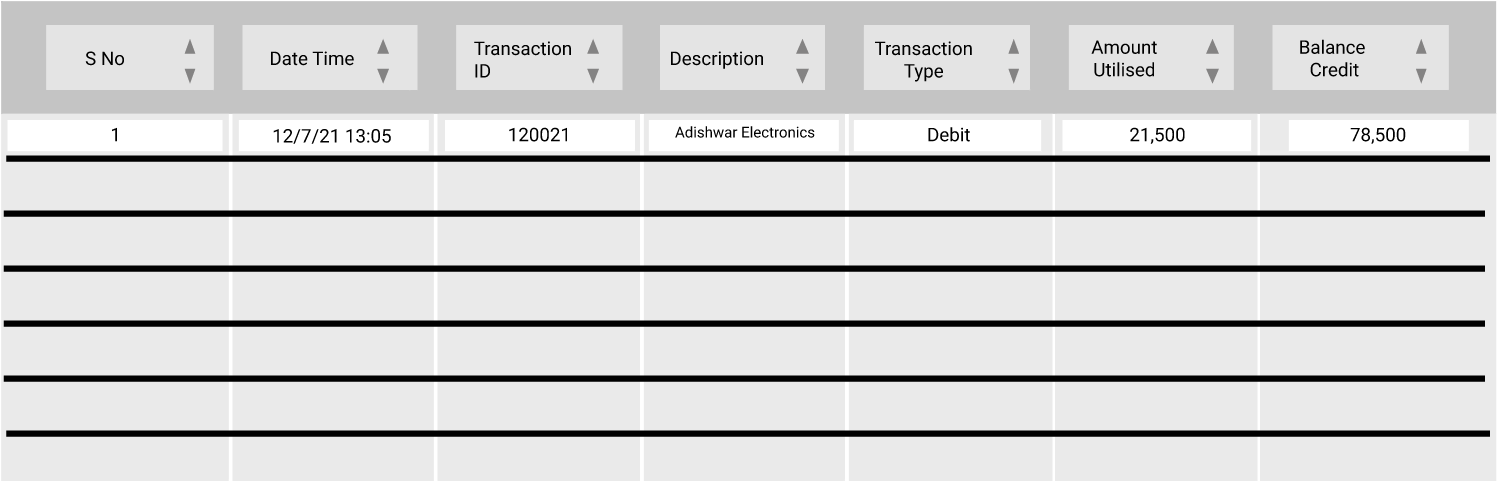 S No
Date Time
Transaction
ID
Description
Transaction
Type
Amount
Utilised
Balance
Credit
1
12/7/21 13:05
120021
Adishwar Electronics
Debit
21,500
78,500